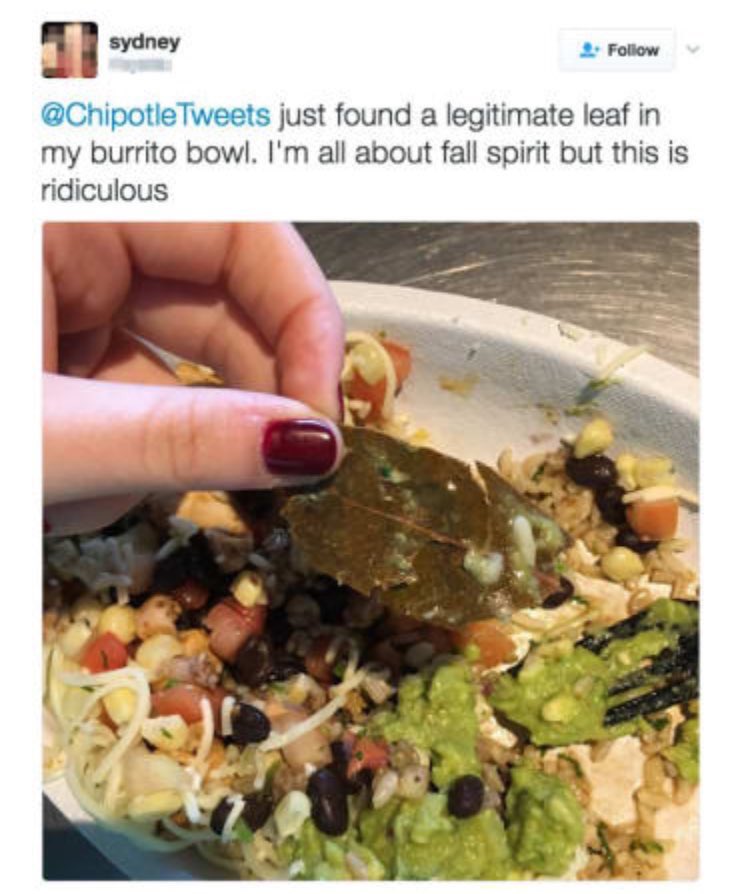 sydney
Follow
@ChipotleTweets just found a legitimate leaf in
my burrito bowl. I'm all about fall spirit but this is
ridiculous